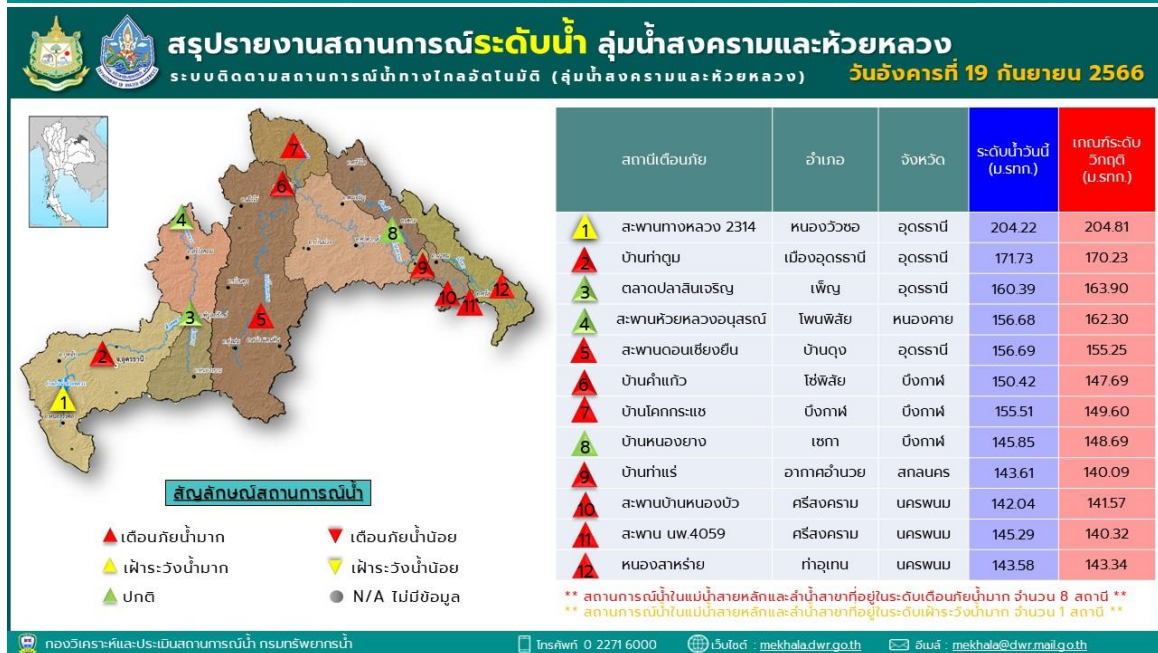 สรุปรายงานสถานการณ์ระดับน้ำ ลุ่มน้ำสงครามและห้วยหลวง
ระบบติดตามสถานการณ์น้ำทางไกลอัตโนมัติ (ลุ่มน้ำสงครามและห้วยหลวง) วันอังคารที่ 19 กันยายน 2566
สถานีเตือนภัย อำเภอ จังหวัด ระดับน้ำวันนี้ (ม.รทก.) เกณฑ์ระดับวิกฤติ (ม.รทก.)
1 สะพานทางหลวง 2314 หนองวัวซอ อุดรธานี 204.22 204.81
2 บ้านท่าตูม เมืองอุดรธานี อุดรธานี 171.73 170.23
3 ตลาดปลาสินเจริญ เพ็ญ อุดรธานี 160.39 163.90
4 สะพานห้วยหลวงอนุสรณ์ โพนพิสัย หนองคาย 156.68 162.30
5 สะพานดอนเชียงยืน บ้านดุง อุดรธานี 156.69 155.25
6 บ้านคำแก้ว โซ่พิสัย บึงกาฬ 150.42 147.69
7 บ้านโคกกระแซ บึงกาฬ บึงกาฬ 155.51 149.60
8 บ้านหนองยาง เซกา บึงกาฬ 145.85 148.69
9 บ้านท่าแร่ อากาศอำนวย สกลนคร 143.61 140.09
10 สะพานบ้านหนองบัว ศรีสงคราม นครพนม 142.04 141.57
11 สะพาน นพ.4059 ศรีสงคราม นครพนม 145.29 140.32
12 หนองสาหร่าย ท่าอุเทน นครพนม 143.58 143.34
** สถานการณ์น้ำในแม่น้ำสายหลักและลำน้ำสาขาที่อยู่ในระดับเตือนภัยน้ำมาก จำนวน 8 สถานี **
** สถานการณ์น้ำในแม่น้ำสายหลักและลำน้ำสาขาที่อยู่ในระดับเฝ้าระวังน้ำมาก จำนวน 1 สถานี **
7
6
4
8
9
10
11
12
3
5
2
1
สัญลักษณ์สถานการณ์น้ำ
เตือนภัยน้ำมาก เตือนภัยน้ำน้อย
เฝ้าระวังน้ำมาก เฝ้าระวังน้ำน้อย
ปกติ N/A ไม่มีข้อมูล
กองวิเคราะห์และประเมินสถานการณ์น้ำ กรมทรัพยากรน้ำ โทรศัพท์ 0 2271 6000 เว็บไซต์ : mekhala.dwr.go.th อีเมล์ : mekhala@dwr.mail.go.th